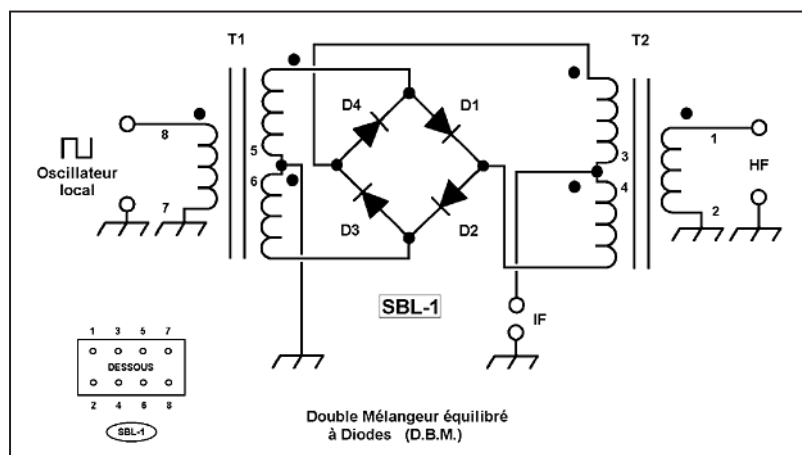 T1
T2
D4
D1
8
5
3
1
Oscillateur
local
6
4
HF
7
D3
D2
2
SBL-1
IF
1 3 5 7
DESSOUS
2 4 6 8
SBL-1
Double Mélangeur équilibré
à Diodes (D.B.M.)